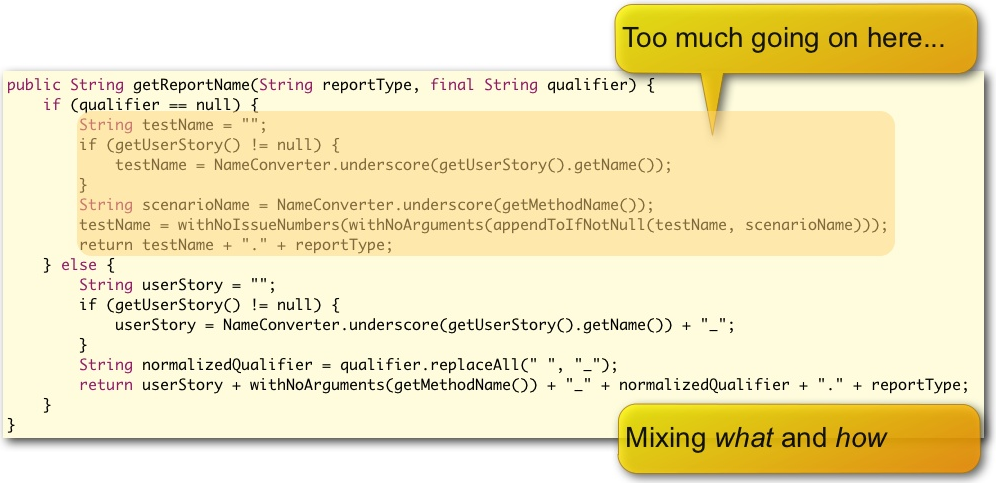 Too much going on here...
public String getReportName(String reportType, final String qualifier) {
    if (qualifier == null) {
        String testName = "";
        if (getUserStory() != null) {
            testName = NameConverter.underscore(getUserStory().getName());
        }
        String scenarioName = NameConverter.underscore(getMethodName());
        testName = withNoIssueNumbers(withNoArguments(appendToIfNotNull(testName, scenarioName)));
        return testName + "." + reportType;
    } else {
        String userStory = "";
        if (getUserStory() != null) {
            userStory = NameConverter.underscore(getUserStory().getName()) + "_";
        }
        String normalizedQualifier = qualifier.replaceAll(" ", "_");
        return userStory + withNoArguments(getMethodName()) + "_" + normalizedQualifier + "." + reportType;
    }
}
Mixing what and how